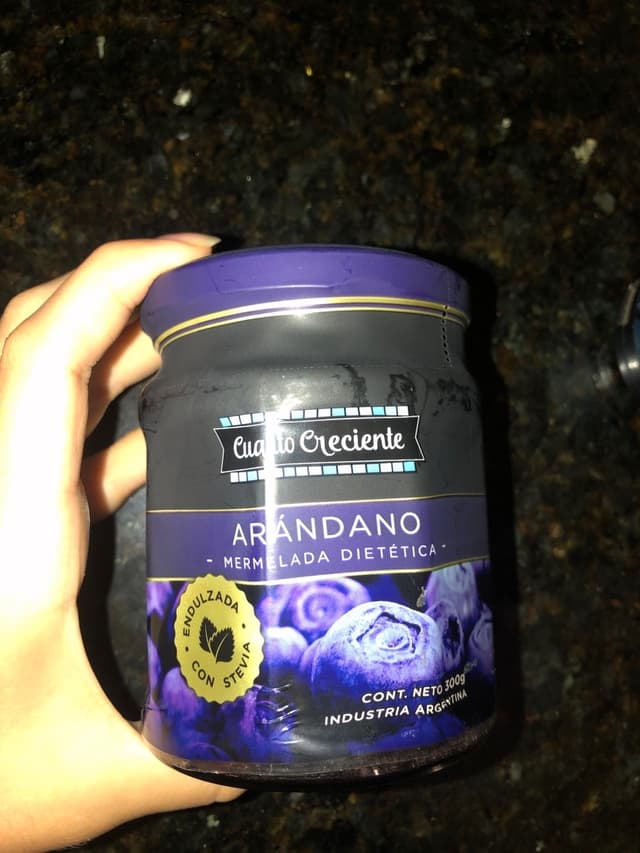 Cuarto Creciente
ARÁNDANO
- MERMELADA DIETÉTICA -
• ENDULZADA •
CON STEVIA
CONT. NETO 300g
INDUSTRIA ARGENTINA